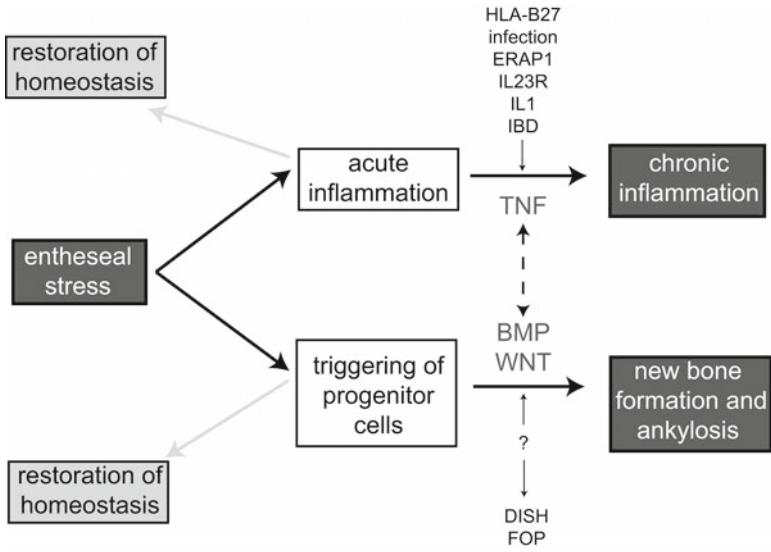 HLA-B27
infection
ERAP1
IL23R
IL1
IBD
restoration of
homeostasis
acute
inflammation
chronic
inflammation
TNF
entheseal
stress
BMP
WNT
triggering of
progenitor
cells
new bone
formation and
ankylosis
?
restoration of
homeostasis
DISH
FOP